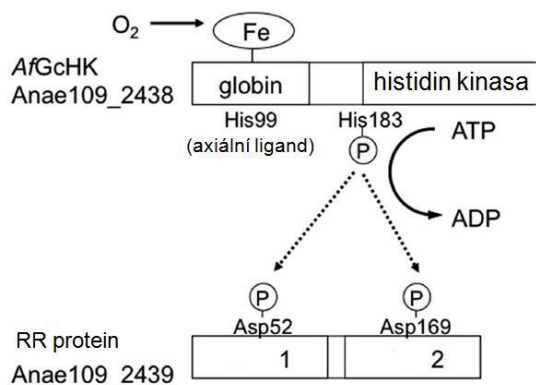 O₂
Fe
AfGcHK
Anae109_2438
globin
histidin kinasa
His99
(axiální ligand)
His183
P
ATP
ADP
P
P
Asp52
Asp169
RR protein
Anae109_2439
1
2